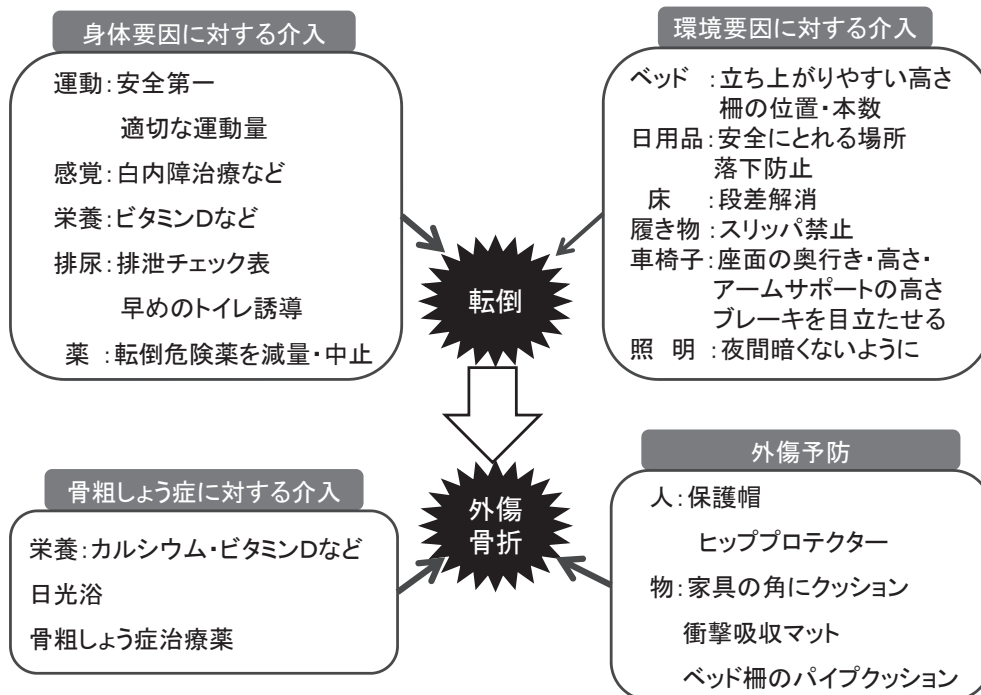 身体要因に対する介入
運動：安全第一
適切な運動量
感覚：白内障治療など
栄養：ビタミンDなど
排尿：排泄チェック表
早めのトイレ誘導
薬：転倒危険薬を減量・中止
環境要因に対する介入
ベッド：立ち上がりやすい高さ
柵の位置・本数
日用品：安全にとれる場所
落下防止
床：段差解消
履き物：スリッパ禁止
車椅子：座面の奥行き・高さ・
アームサポートの高さ
ブレーキを目立たせる
照明：夜間暗くないように
転倒
外傷
骨折
骨粗しょう症に対する介入
栄養：カルシウム・ビタミンDなど
日光浴
骨粗しょう症治療薬
外傷予防
人：保護帽
ヒッププロテクター
物：家具の角にクッション
衝撃吸収マット
ベッド柵のパイプクッション